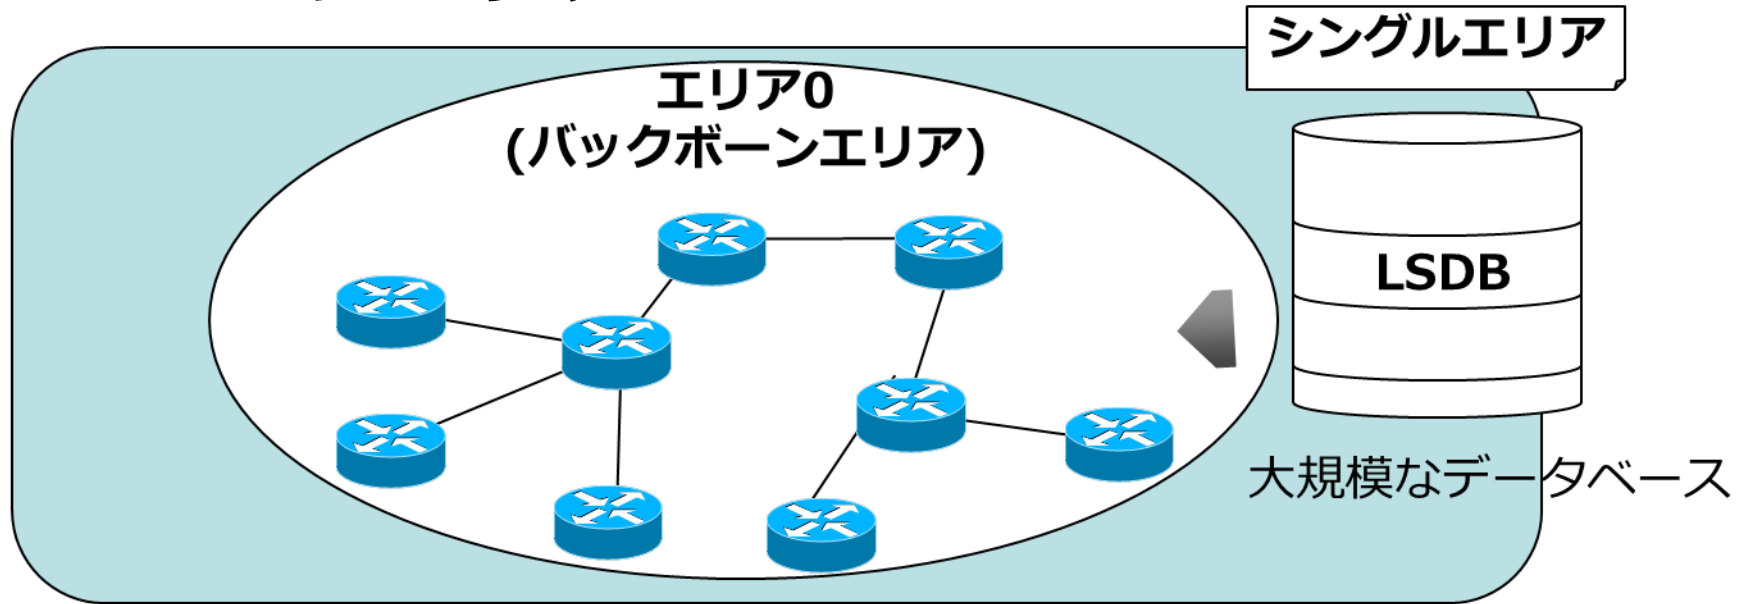 シングルエリア
エリア0
(バックボーンエリア)
LSDB
大規模なデータベース